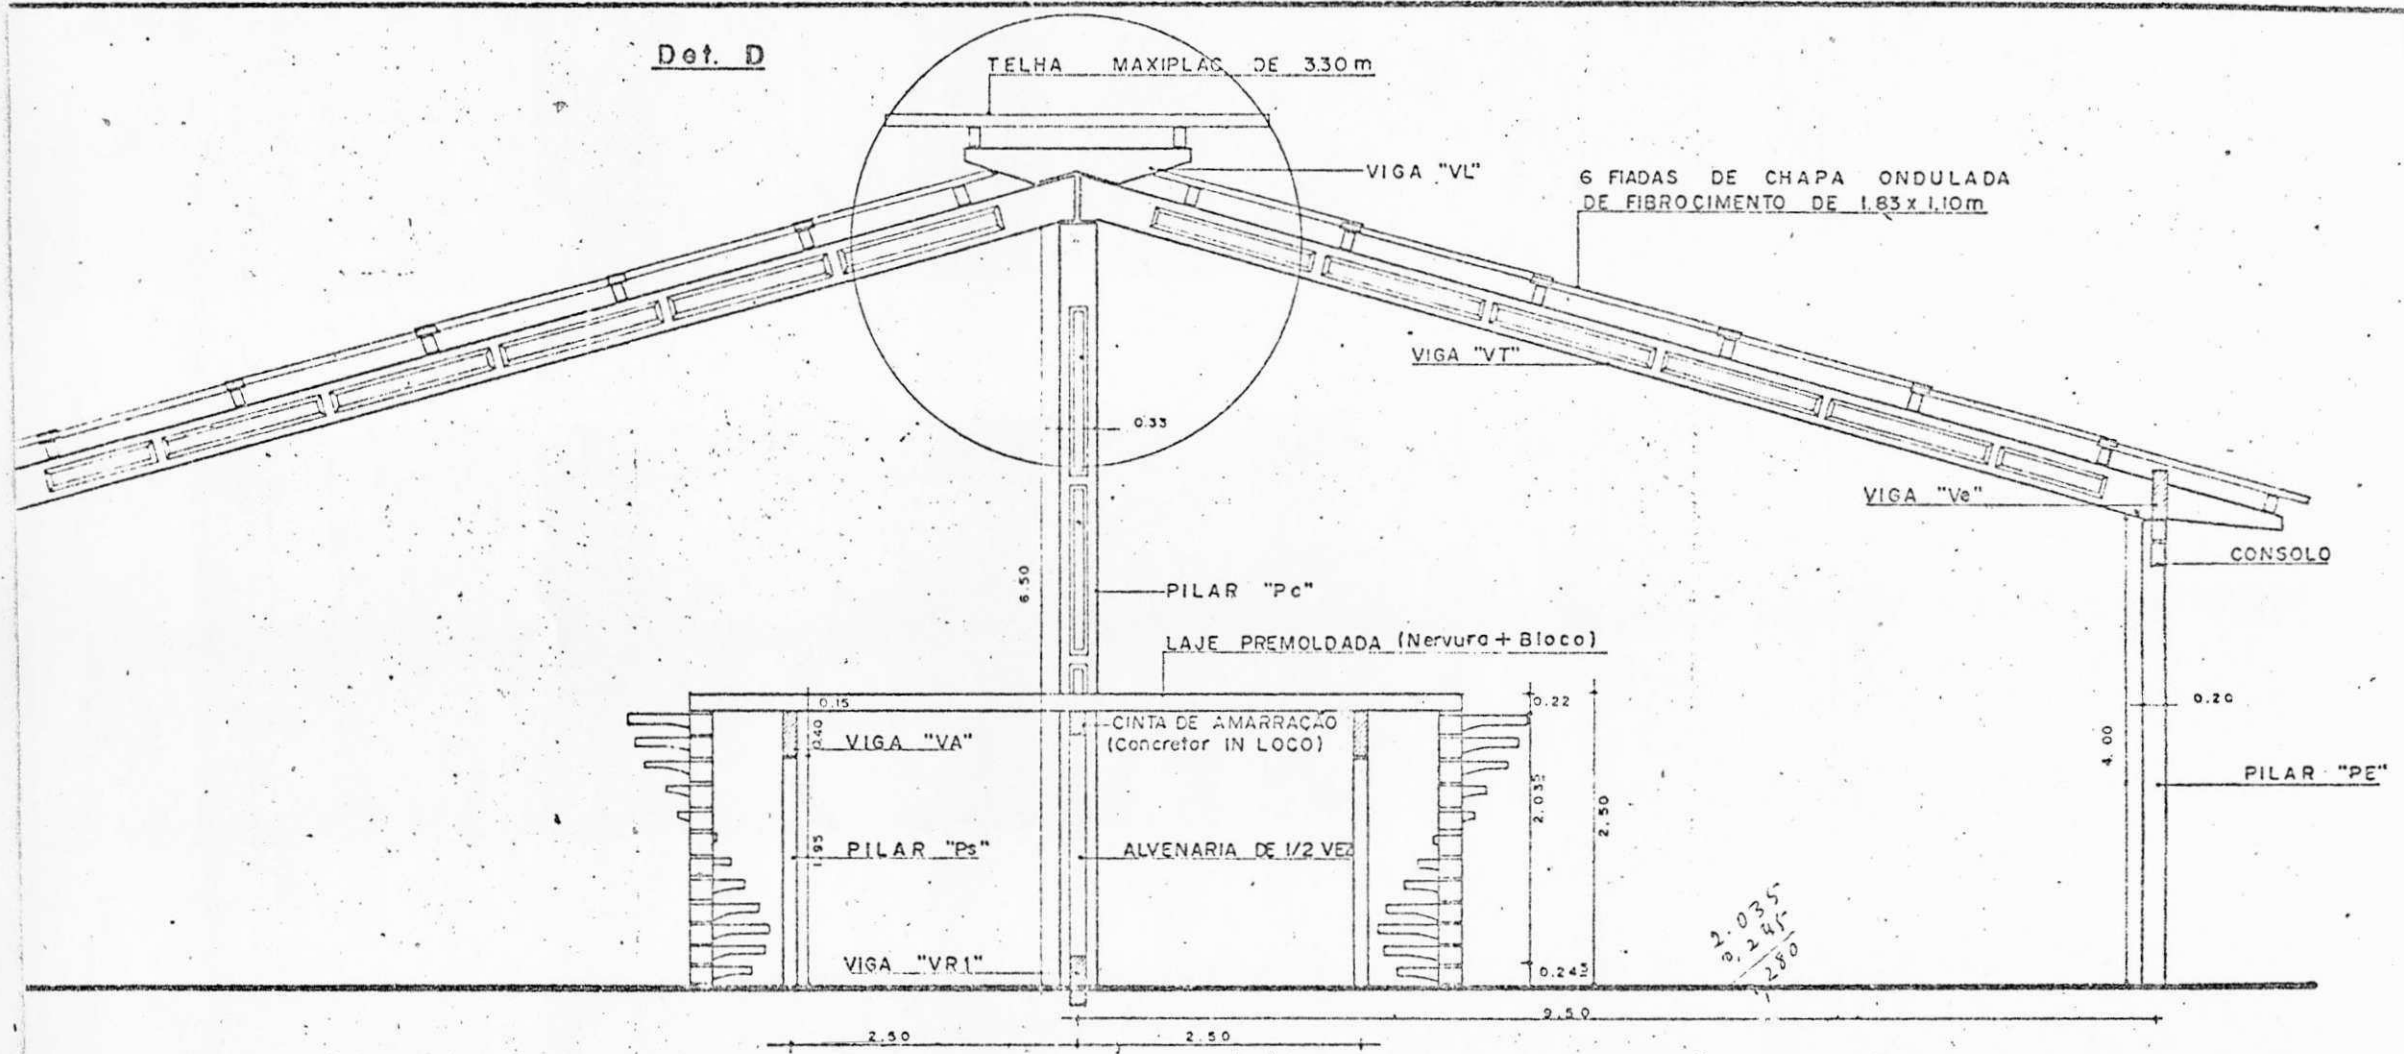 Det. D
TELHA MAXIPLAC DE 3.30 m
VIGA "VL"
6 FIADAS DE CHAPA ONDULADA
DE FIBROCIMENTO DE 1.83 x 1,10m
VIGA "VT"
0.33
VIGA "Ve"
CONSOLO
6.50
PILAR "Pc"
LAJE PREMOLDADA (Nervura + Bloco)
0.15
0.22
0.20
0.40
VIGA "VA"
CINTA DE AMARRAÇÃO
(Concretar IN LOCO)
4.00
PILAR "PE"
2.035
2.50
1.95
PILAR "Ps"
ALVENARIA DE 1/2 VEZ
VIGA "VR1"
0.245
2.035
0.245
280
9.50
2.50
2.50